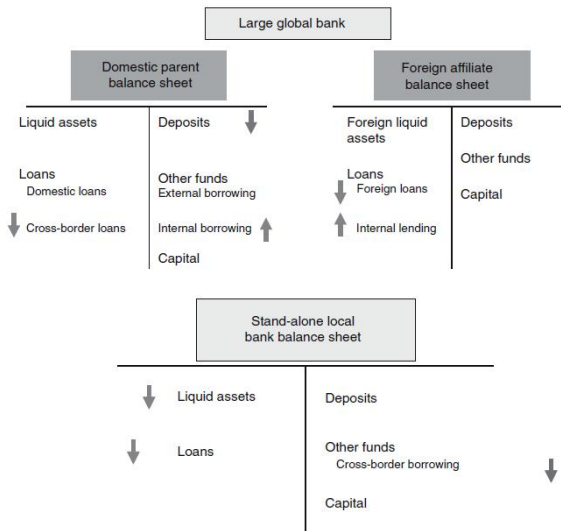 Large global bank
Domestic parent
balance sheet
Foreign affiliate
balance sheet
Liquid assets
Deposits
Loans
Domestic loans
Other funds
External borrowing
Cross-border loans
Internal borrowing
Capital
Foreign liquid
assets
Deposits
Other funds
Loans
Foreign loans
Capital
Internal lending
Stand-alone local
bank balance sheet
Liquid assets
Deposits
Loans
Other funds
Cross-border borrowing
Capital